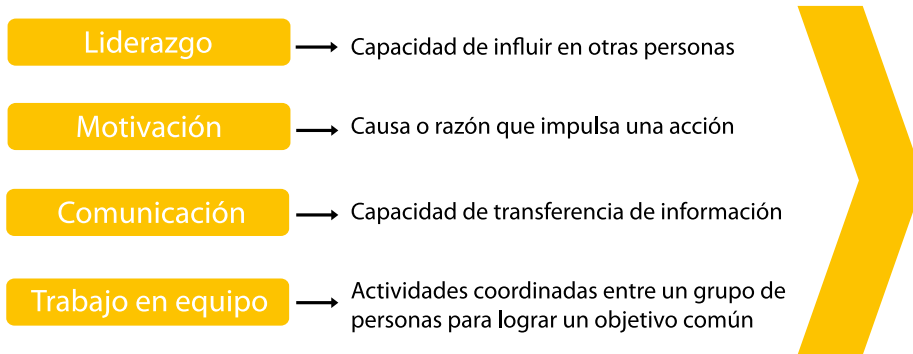 Liderazgo
Capacidad de influir en otras personas
Motivación
Causa o razón que impulsa una acción
Comunicación
Capacidad de transferencia de información
Trabajo en equipo
Actividades coordinadas entre un grupo de
personas para lograr un objetivo común